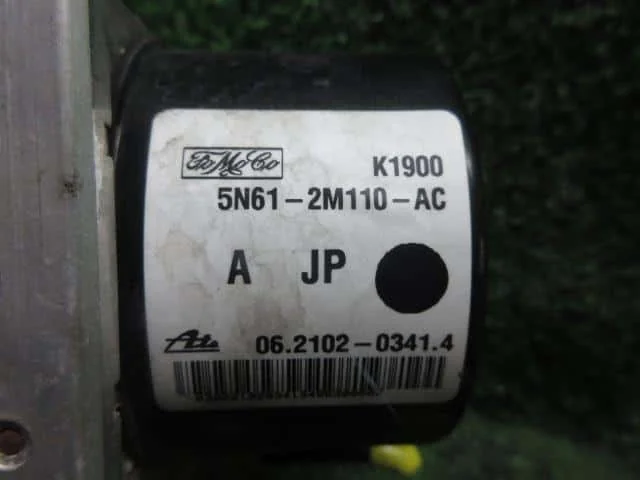 FoMoCo K1900
5N61-2M110-AC
A JP
Ate 06.2102-0341.4